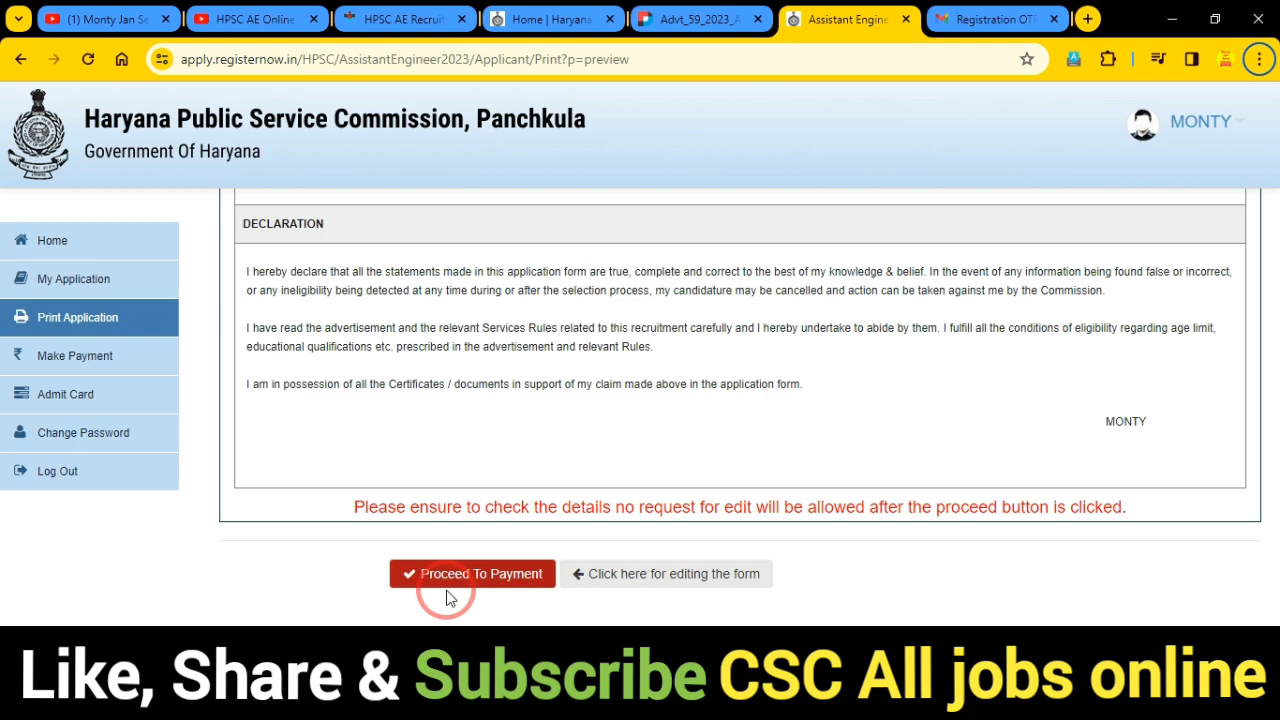 (1) Monty Jan Se
HPSC AE Online
HPSC AE Recruit
Home | Haryana
Advt_59_2023_A
Assistant Engine
Registration OTP
apply.registernow.in/HPSC/AssistantEngineer2023/Applicant/Print?p=preview
Haryana Public Service Commission, Panchkula
Government Of Haryana
MONTY
Home
My Application
Print Application
Make Payment
Admit Card
Change Password
Log Out
DECLARATION
I hereby declare that all the statements made in this application form are true, complete and correct to the best of my knowledge & belief. In the event of any information being found false or incorrect,
or any ineligibility being detected at any time during or after the selection process, my candidature may be cancelled and action can be taken against me by the Commission.
I have read the advertisement and the relevant Services Rules related to this recruitment carefully and I hereby undertake to abide by them. I fulfill all the conditions of eligibility regarding age limit,
educational qualifications etc. prescribed in the advertisement and relevant Rules.
I am in possession of all the Certificates / documents in support of my claim made above in the application form.
MONTY
Please ensure to check the details no request for edit will be allowed after the proceed button is clicked.
Proceed To Payment
Click here for editing the form
Like, Share & Subscribe CSC All jobs online